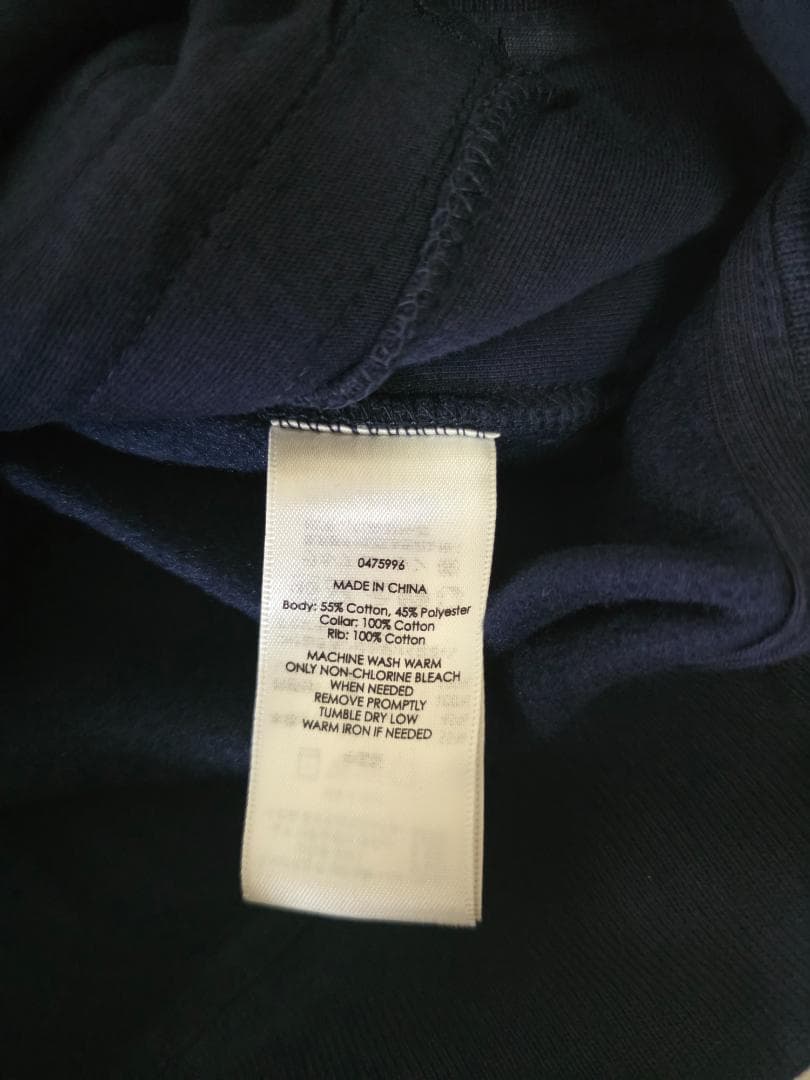 0475996
MADE IN CHINA
Body: 55% Cotton, 45% Polyester
Collar: 100% Cotton
Rib: 100% Cotton
MACHINE WASH WARM
ONLY NON-CHLORINE BLEACH
WHEN NEEDED
REMOVE PROMPTLY
TUMBLE DRY LOW
WARM IRON IF NEEDED